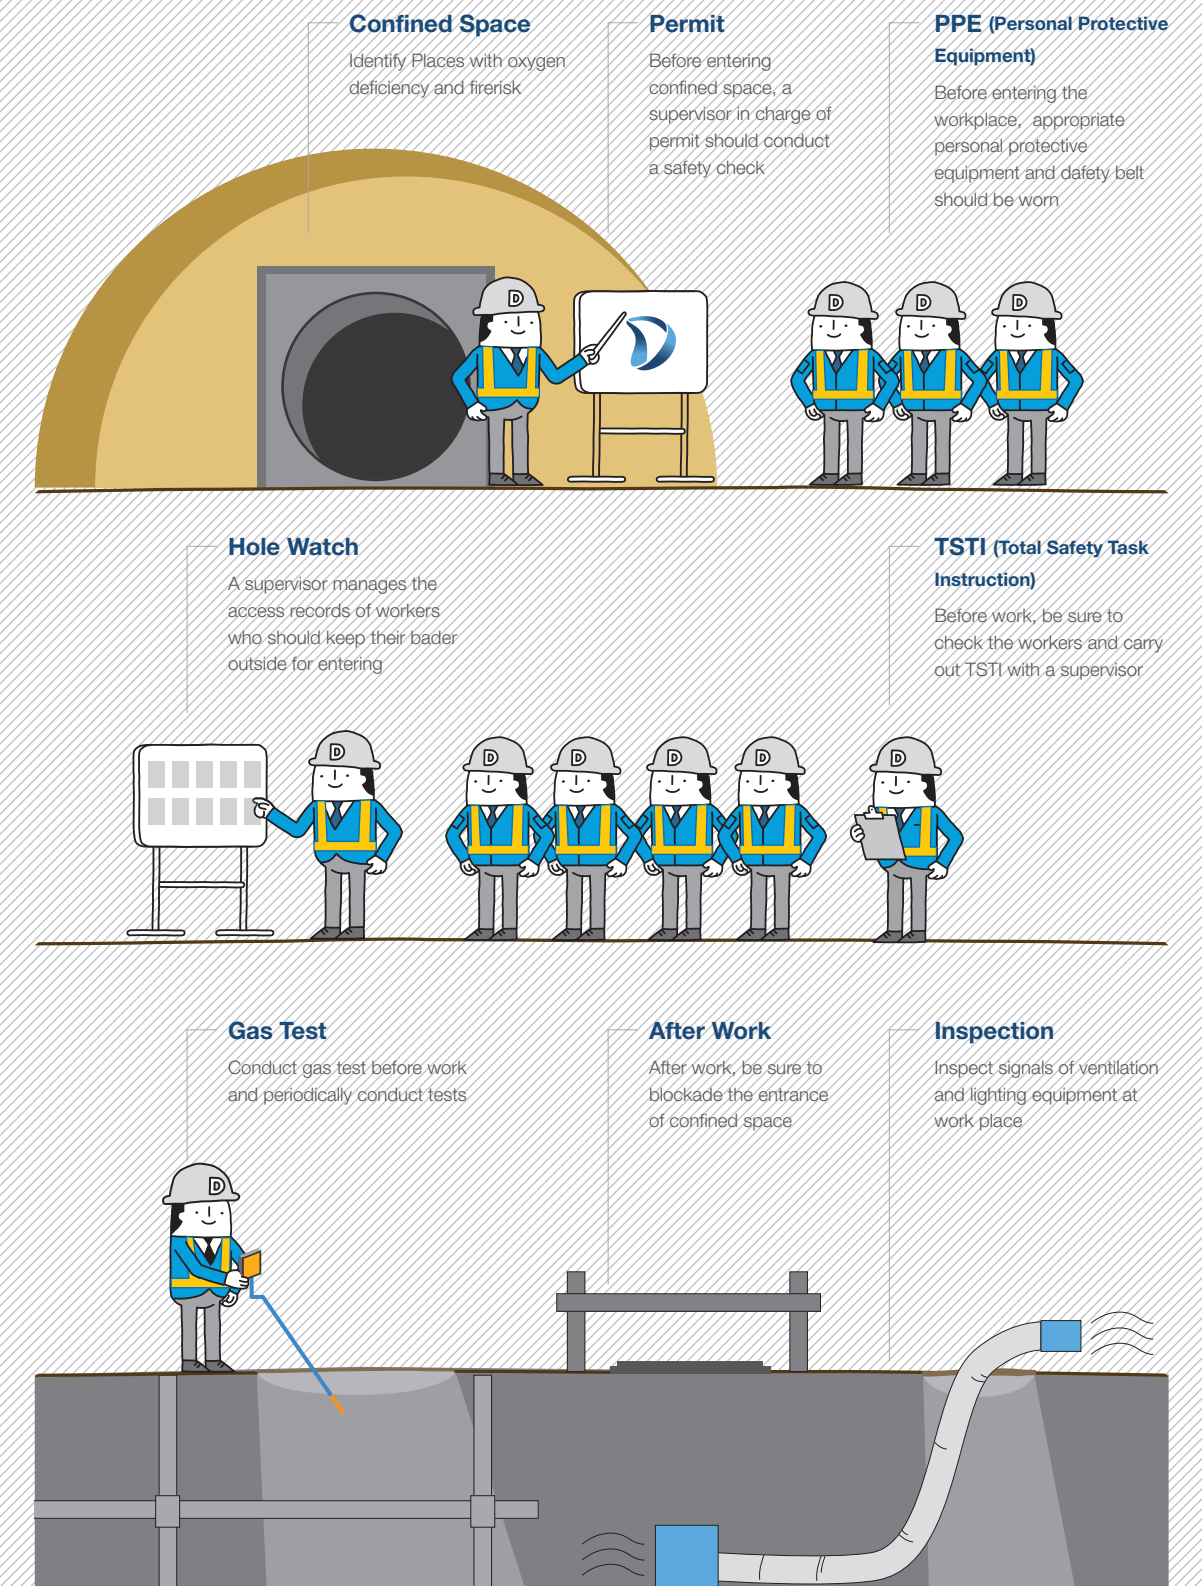 Confined Space
Identify Places with oxygen
deficiency and firerisk
Permit
Before entering
confined space, a
supervisor in charge of
permit should conduct
a safety check
PPE (Personal Protective
Equipment)
Before entering the
workplace, appropriate
personal protective
equipment and dafety belt
should be worn
D
D
D
D
Hole Watch
A supervisor manages the
access records of workers
who should keep their bader
outside for entering
TSTI (Total Safety Task
Instruction)
Before work, be sure to
check the workers and carry
out TSTI with a supervisor
D
D
D
D
D
D
Gas Test
Conduct gas test before work
and periodically conduct tests
After Work
After work, be sure to
blockade the entrance
of confined space
Inspection
Inspect signals of ventilation
and lighting equipment at
work place
D